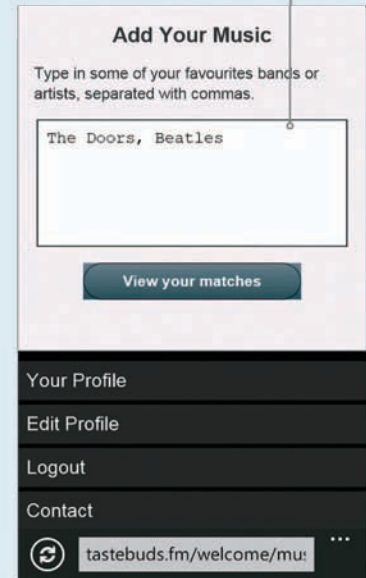 Add Your Music
Type in some of your favourites bands or
artists, separated with commas.
The Doors, Beatles
View your matches
Your Profile
Edit Profile
Logout
Contact
tastebuds.fm/welcome/mu